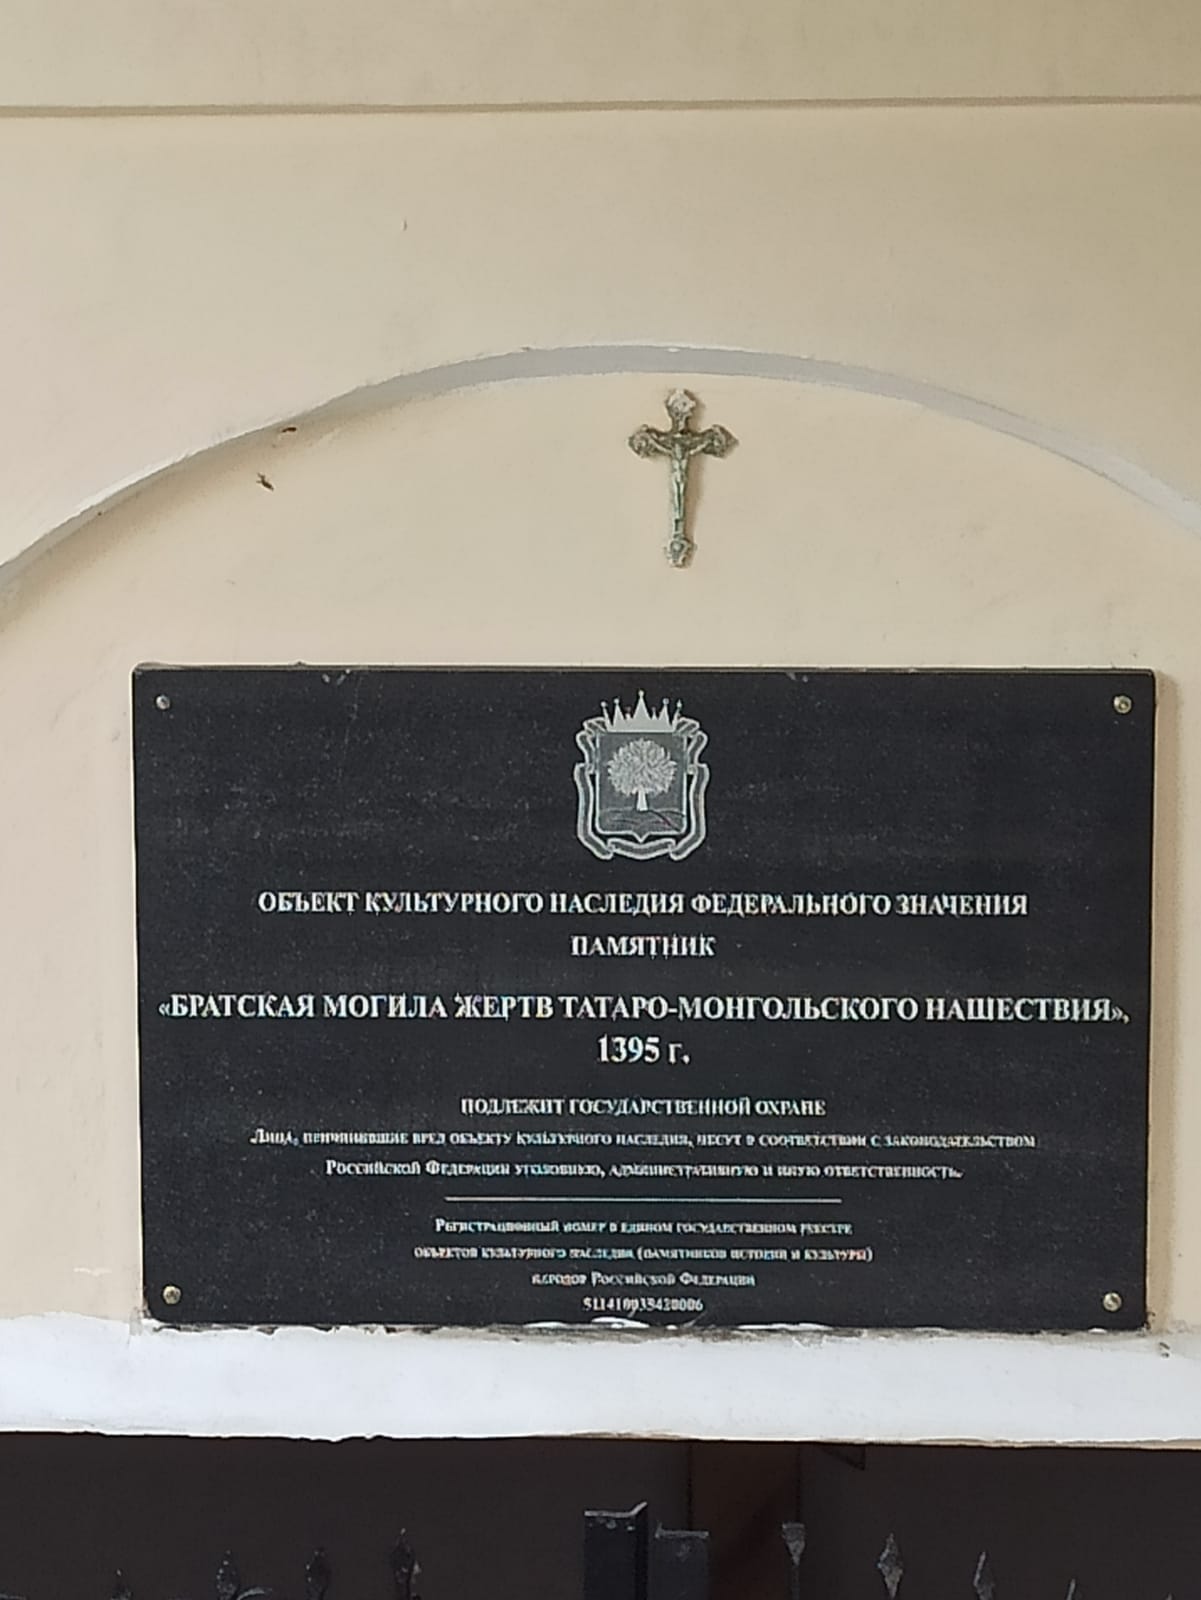 ОБЪЕКТ КУЛЬТУРНОГО НАСЛЕДИЯ ФЕДЕРАЛЬНОГО ЗНАЧЕНИЯ
ПАМЯТНИК
«БРАТСКАЯ МОГИЛА ЖЕРТВ ТАТАРО-МОНГОЛЬСКОГО НАШЕСТВИЯ»,
1395 г.
ПОДЛЕЖИТ ГОСУДАРСТВЕННОЙ ОХРАНЕ
Лица, причинившие вред объекту культурного наследия, несут в соответствии с законодательством
Российской Федерации уголовную, административную и иную ответственность.
Регистрационный номер в едином государственном реестре
объектов культурного наследия (памятников истории и культуры)
народов Российской Федерации